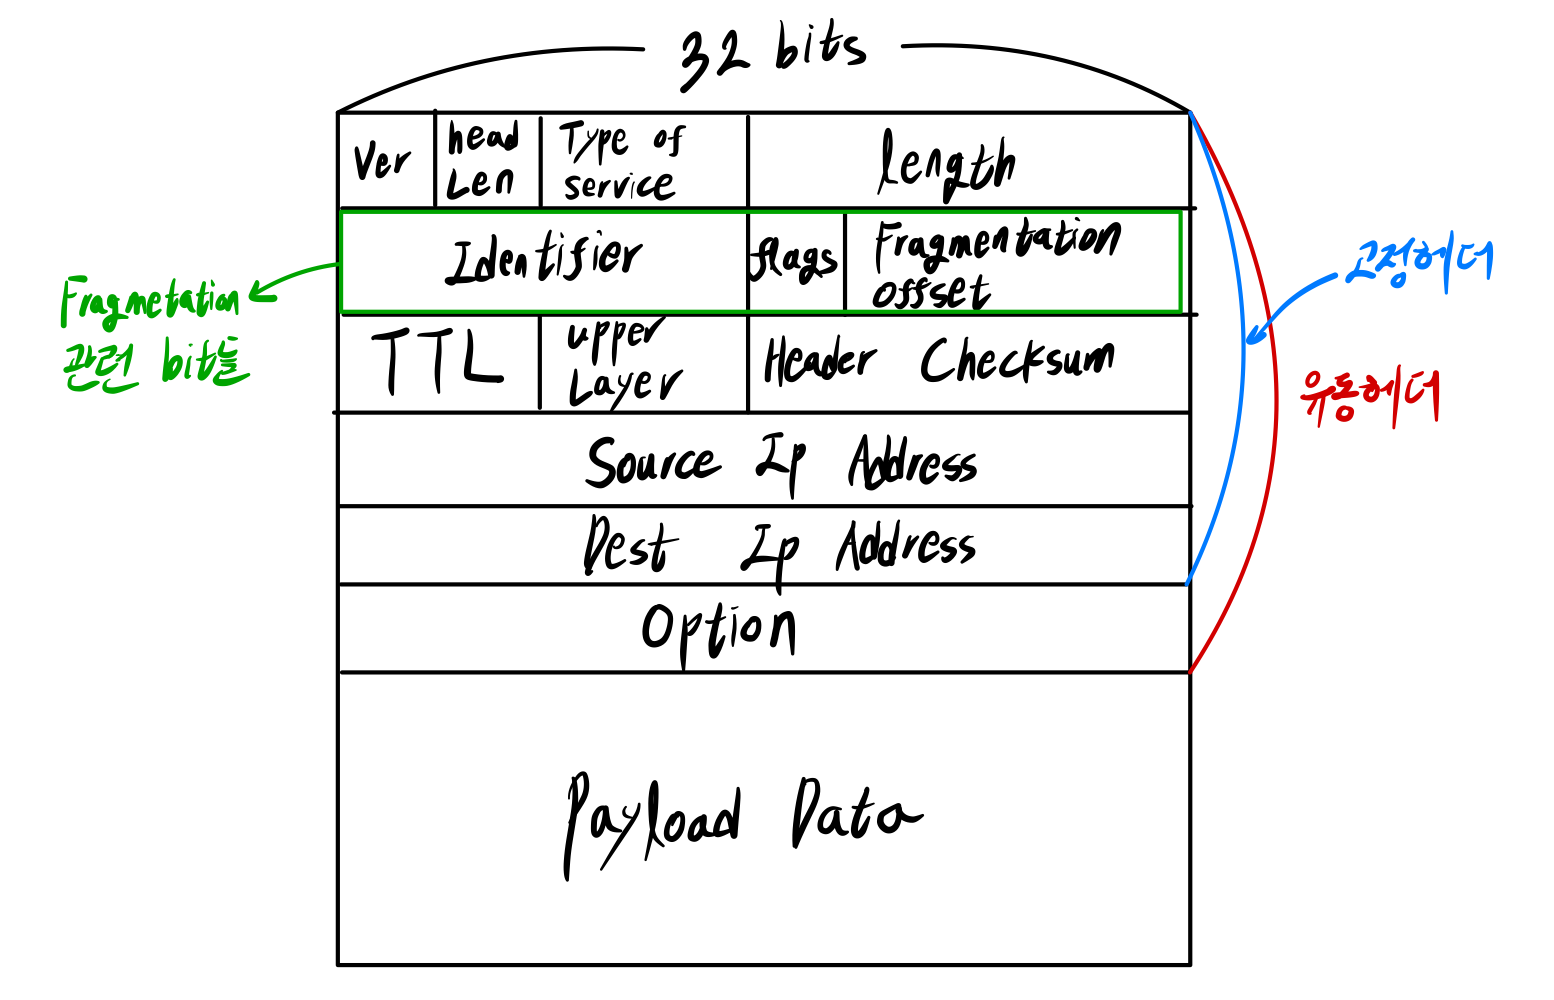 32 bits
Ver
head
Len
Type of
service
length
Identifier
flags
Fragmentation
offset
Fragmetation
관련 bit들
고정헤더
TTL
upper
Layer
Header Checksum
유동헤더
Source Ip Address
Dest Ip Address
Option
Payload Data